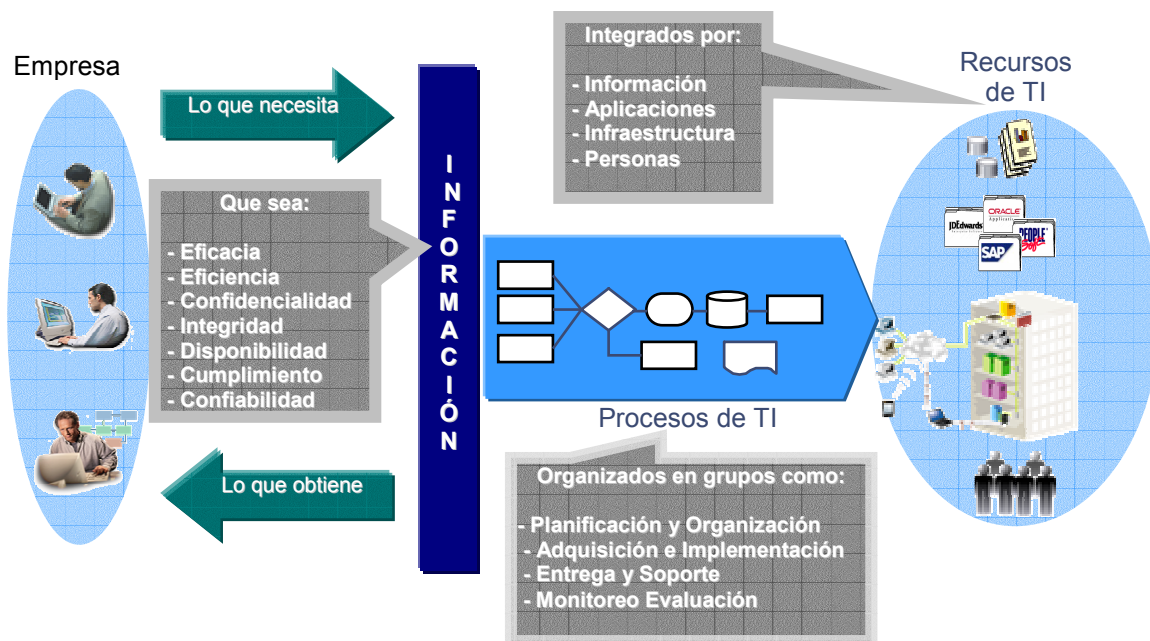 Empresa
Lo que necesita
Que sea:
- Eficacia
- Eficiencia
- Confidencialidad
- Integridad
- Disponibilidad
- Cumplimiento
- Confiabilidad
Lo que obtiene
INFORMACIÓN
Integrados por:
- Información
- Aplicaciones
- Infraestructura
- Personas
Recursos
de TI
JDEdwards
ORACLE
Applications
SAP
PEOPLE
Soft
Procesos de TI
Organizados en grupos como:
- Planificación y Organización
- Adquisición e Implementación
- Entrega y Soporte
- Monitoreo Evaluación